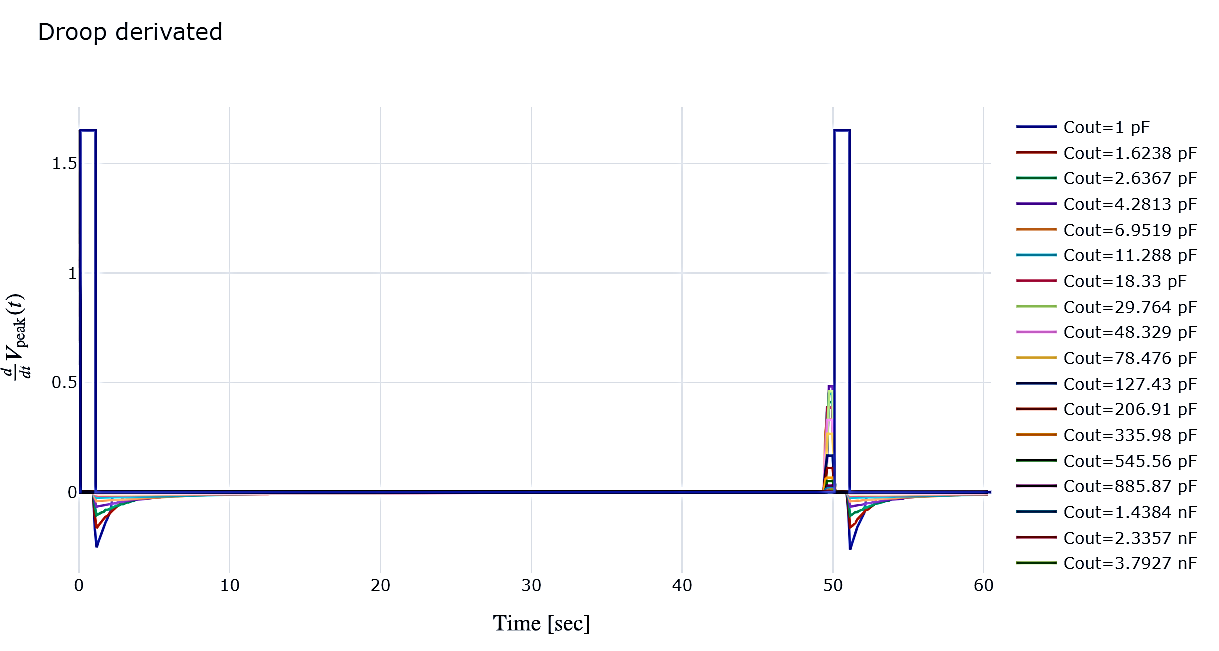 Droop derivated
d/dt V_peak(t)
1.5
1
0.5
0
0 10 20 30 40 50 60
Time [sec]
Cout=1 pF
Cout=1.6238 pF
Cout=2.6367 pF
Cout=4.2813 pF
Cout=6.9519 pF
Cout=11.288 pF
Cout=18.33 pF
Cout=29.764 pF
Cout=48.329 pF
Cout=78.476 pF
Cout=127.43 pF
Cout=206.91 pF
Cout=335.98 pF
Cout=545.56 pF
Cout=885.87 pF
Cout=1.4384 nF
Cout=2.3357 nF
Cout=3.7927 nF